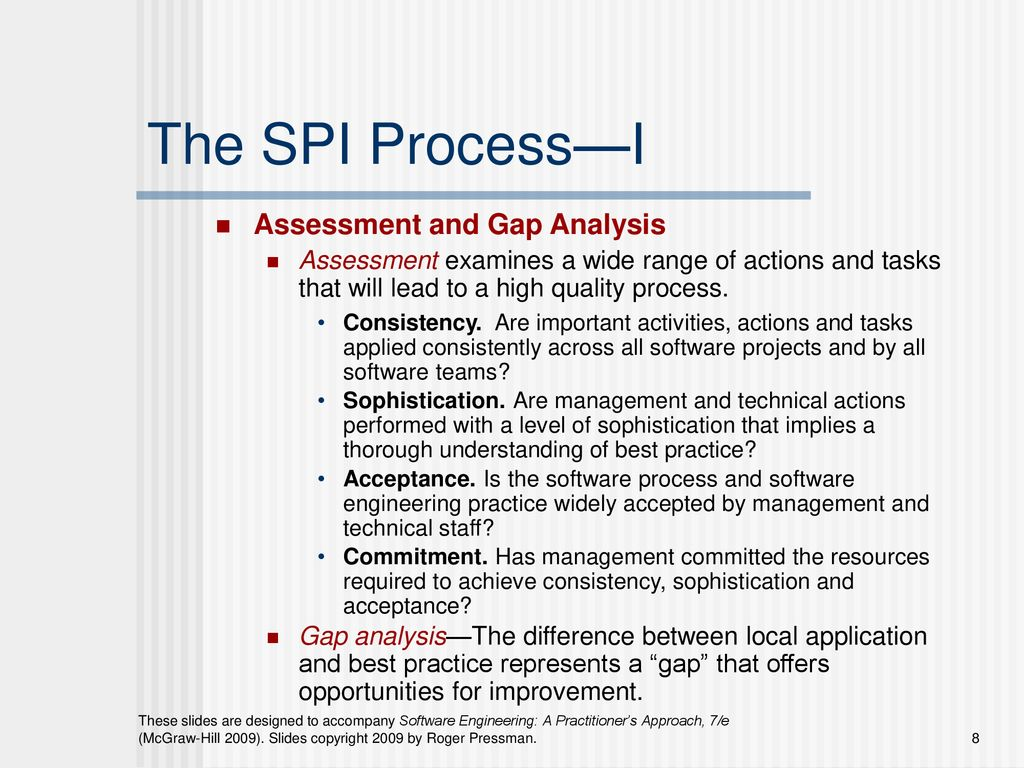 The SPI Process—I
Assessment and Gap Analysis
Assessment examines a wide range of actions and tasks
that will lead to a high quality process.
• Consistency.  Are important activities, actions and tasks
applied consistently across all software projects and by all
software teams?
• Sophistication. Are management and technical actions
performed with a level of sophistication that implies a
thorough understanding of best practice?
• Acceptance. Is the software process and software
engineering practice widely accepted by management and
technical staff?
• Commitment. Has management committed the resources
required to achieve consistency, sophistication and
acceptance?
Gap analysis—The difference between local application
and best practice represents a “gap” that offers
opportunities for improvement.
These slides are designed to accompany Software Engineering: A Practitioner’s Approach, 7/e
(McGraw-Hill 2009). Slides copyright 2009 by Roger Pressman.
8